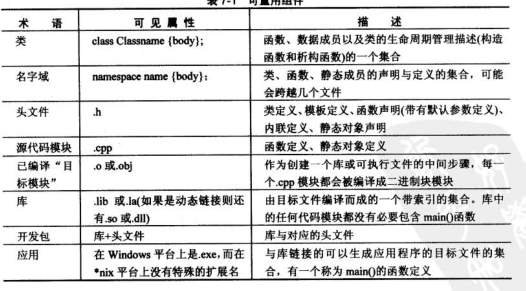 表 7-1 可重用组件
术 语 可 见 属 性 描 述
类 class Classname {body}; 函数、数据成员以及类的生命周期管理描述(构造
函数和析构函数)的一个集合
名字域 namespace name {body}; 类、函数、静态成员的声明与定义的集合，可能
会跨越几个文件
头文件 .h 类定义、模板定义、函数声明(带有默认参数定义)、
内联定义、静态对象声明
源代码模块 .cpp 函数定义、静态对象定义
已编译“目 .o 或.obj 作为创建一个库或可执行文件的中间步骤，每一
标模块” 个.cpp 模块都会被编译成二进制块模块
库 .lib 或.la(如果是动态链接则还 由目标文件编译而成的一个带索引的集合。库中
有.so 或.dll) 的任何代码模块都没有必要包含 main()函数
开发包 库+头文件 库与对应的头文件
应用 在 Windows 平台上是.exe，而在 与库链接的可以生成应用程序的目标文件的集
*nix 平台上没有特殊的扩展名 合，有一个称为 main()的函数定义